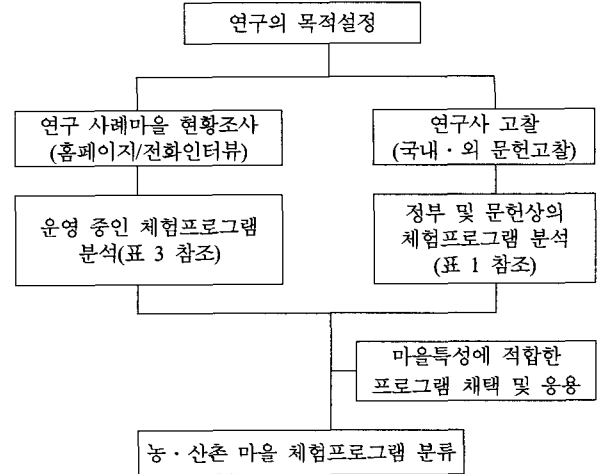 연구의 목적설정
연구 사례마을 현황조사
(홈페이지/전화인터뷰)
연구사 고찰
(국내·외 문헌고찰)
운영 중인 체험프로그램
분석(표 3 참조)
정부 및 문헌상의
체험프로그램 분석
(표 1 참조)
마을특성에 적합한
프로그램 채택 및 응용
농·산촌 마을 체험프로그램 분류